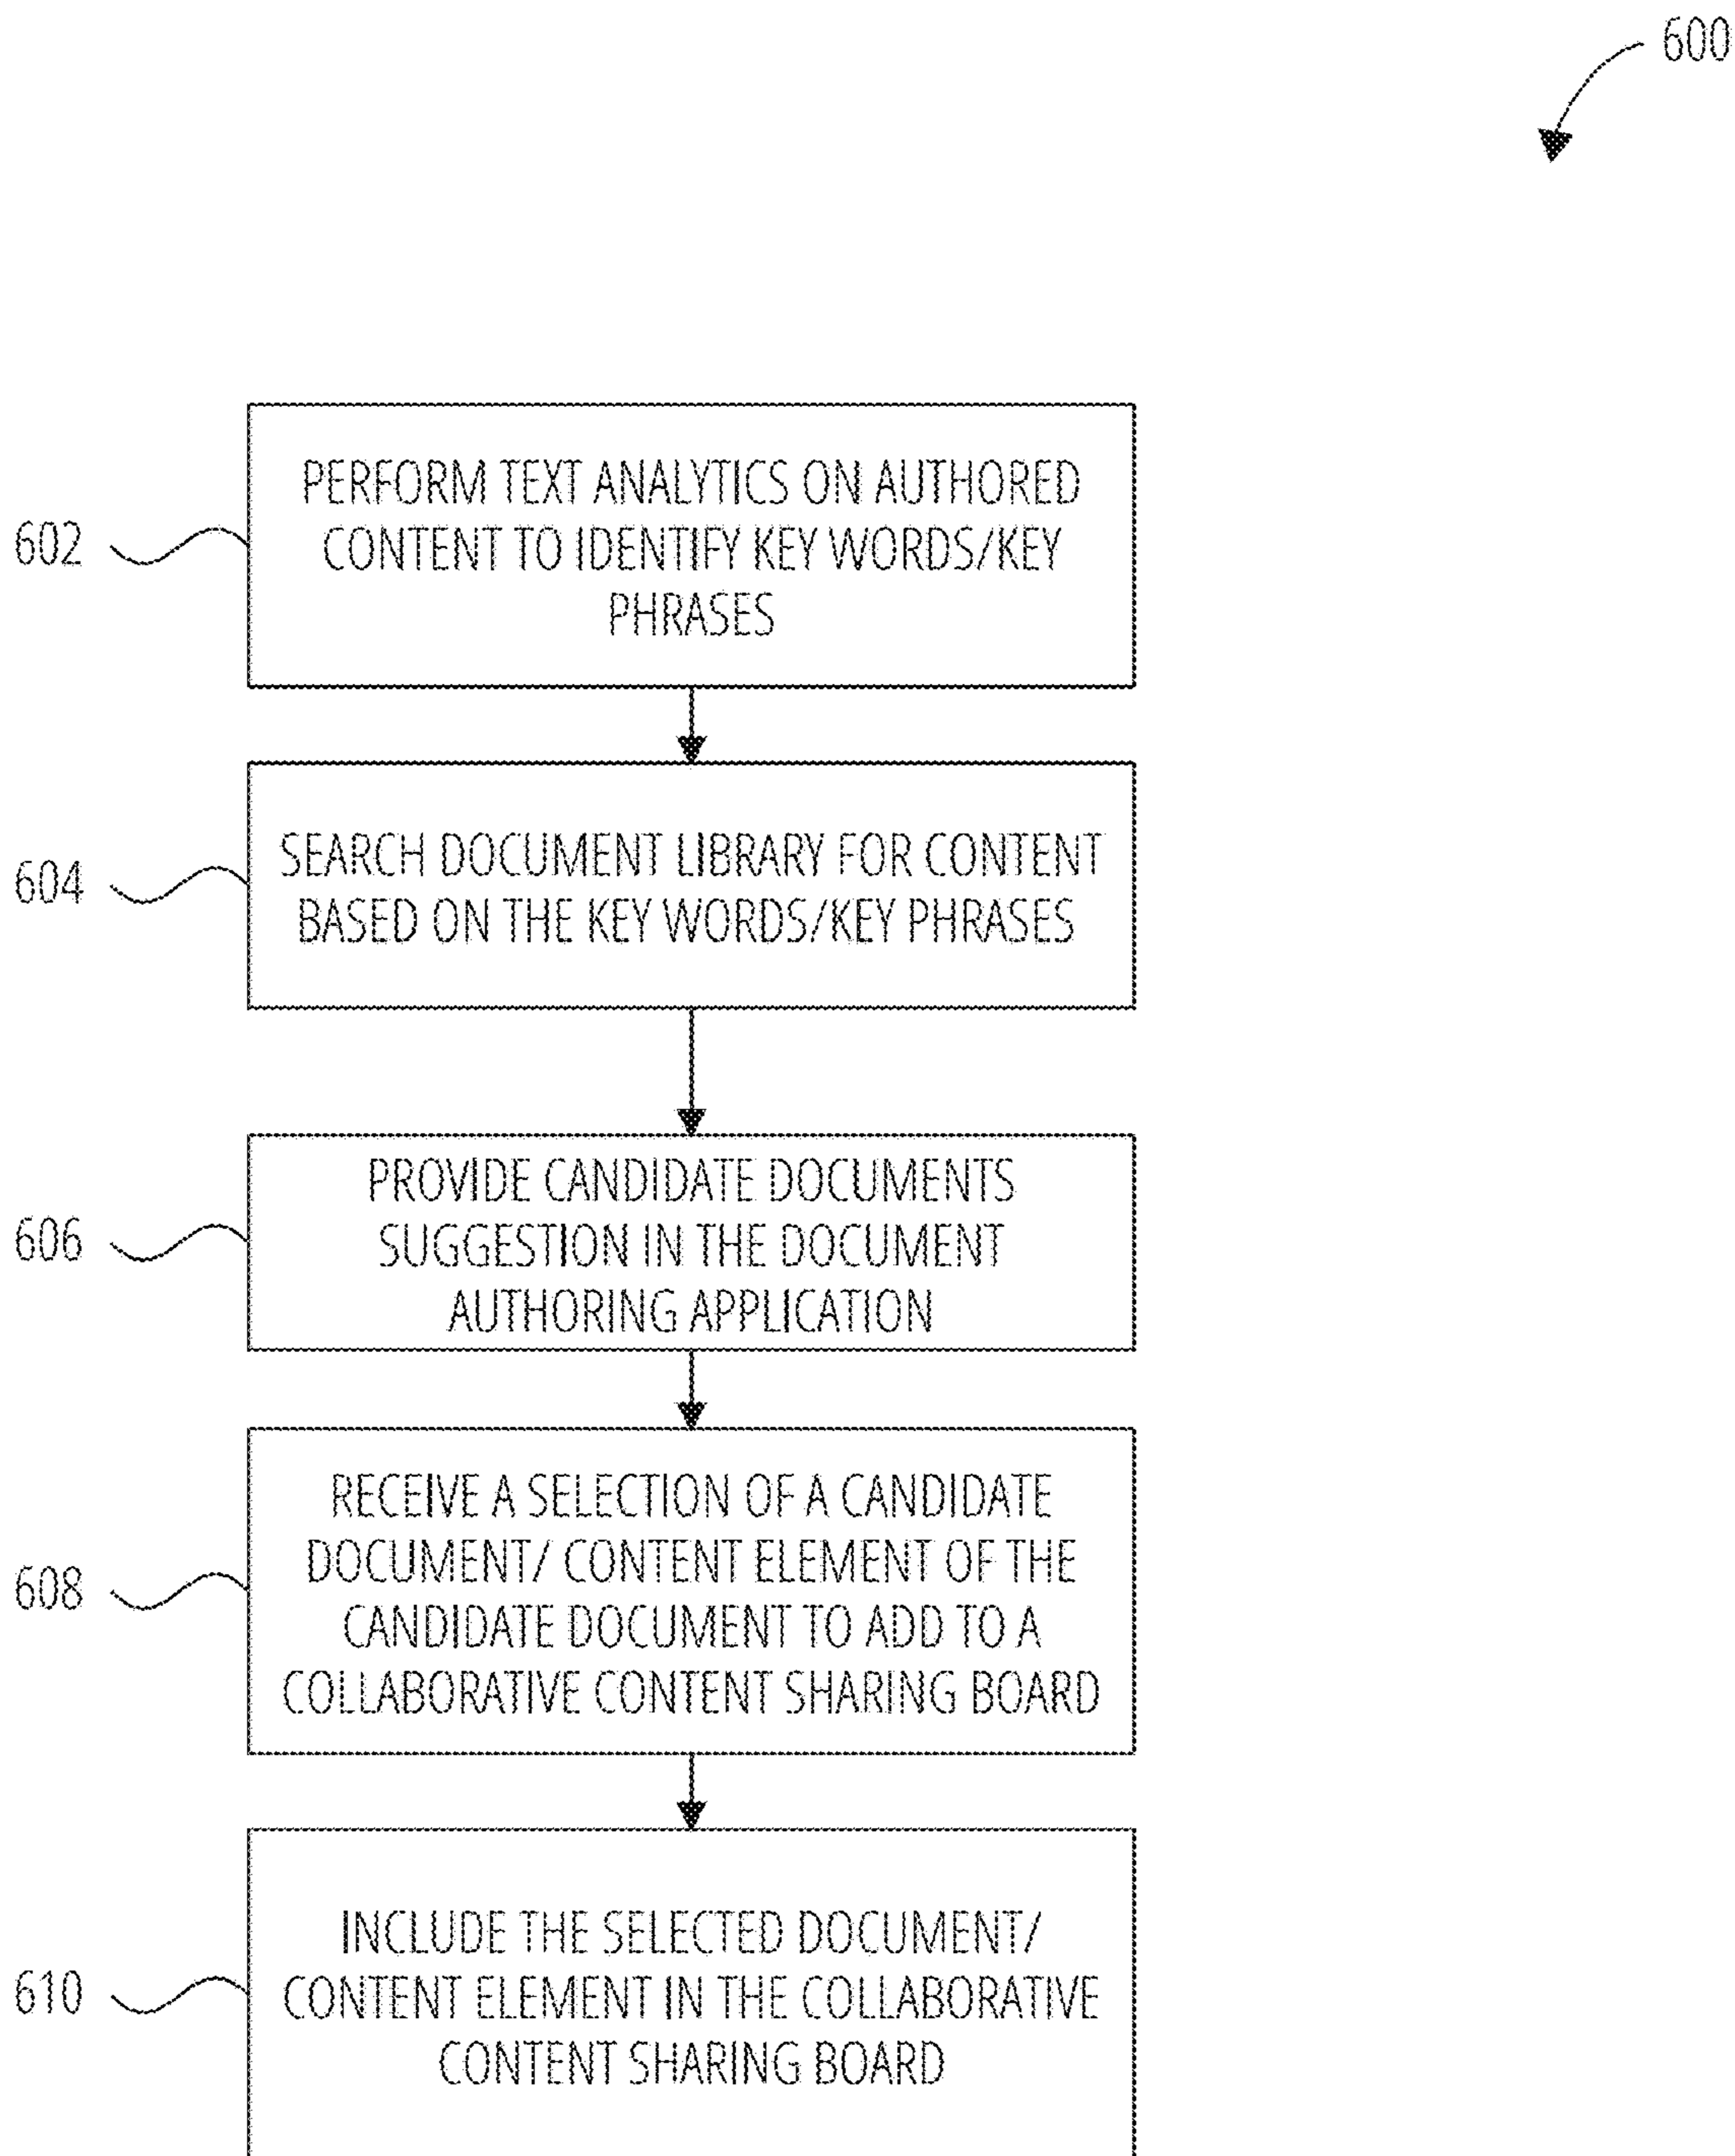 600
602
PERFORM TEXT ANALYTICS ON AUTHORED
CONTENT TO IDENTIFY KEY WORDS/KEY
PHRASES
604
SEARCH DOCUMENT LIBRARY FOR CONTENT
BASED ON THE KEY WORDS/KEY PHRASES
606
PROVIDE CANDIDATE DOCUMENTS
SUGGESTION IN THE DOCUMENT
AUTHORING APPLICATION
608
RECEIVE A SELECTION OF A CANDIDATE
DOCUMENT/ CONTENT ELEMENT OF THE
CANDIDATE DOCUMENT TO ADD TO A
COLLABORATIVE CONTENT SHARING BOARD
610
INCLUDE THE SELECTED DOCUMENT/
CONTENT ELEMENT IN THE COLLABORATIVE
CONTENT SHARING BOARD